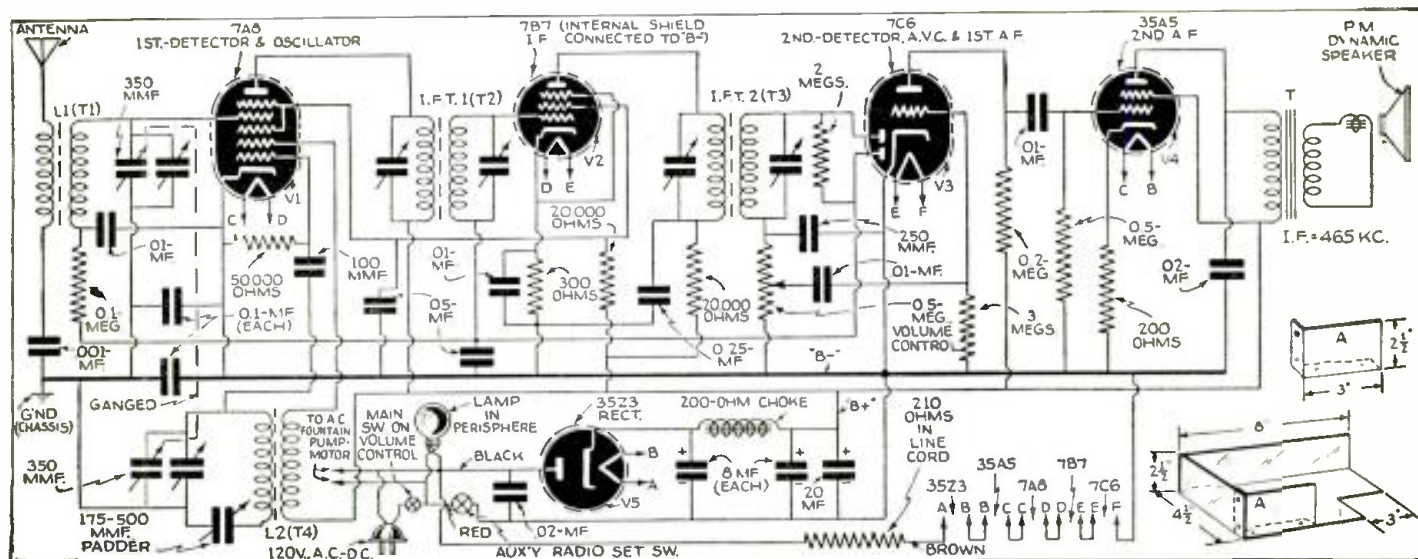 ANTENNA
7A8
1ST.-DETECTOR & OSCILLATOR
7B7 (INTERNAL SHIELD
I.F. CONNECTED TO "B-")
7C6
2ND.-DETECTOR, A.V.C. & 1ST A.F.
35A5
2ND A.F.
P.M.
DYNAMIC
SPEAKER
350
MMF.
L1(T1)
V1
C
D
I.F.T. 1(T2)
V2
D
E
I.F.T. 2(T3)
2
MEGS.
V3
E
F
.01-
MF.
V4
C
B
T
I.F.=465 KC.
.01-
MF.
50,000
OHMS
100
MMF.
.01-
MF.
20,000
OHMS
300
OHMS
20,000
OHMS
250
MMF.
.01-MF.
0.5-
MEG.
VOLUME
CONTROL
3
MEGS.
0.2-
MEG.
0.5-
MEG.
200
OHMS
.02-
MF.
0.1-
MEG.
0.1-MF
(EACH)
.05-
MF
0.25-
MF.
"B-"
.001-
MF.
G'ND
(CHASSIS)
GANGED
350
MMF.
175-500
MMF.
PADDER
L2(T4)
TO A.C.
FOUNTAIN
PUMP-
MOTOR
MAIN
SW. ON
VOLUME
CONTROL
LAMP
IN
PERISPHERE
BLACK
35Z3
RECT.
V5
B
A
200-OHM CHOKE
"B+"
8 MF.
(EACH)
20
MF.
.02-MF.
RED
120V., A.C.-D.C.
AUX'Y RADIO SET SW.
210
OHMS
IN
LINE
CORD
BROWN
35Z3
35A5
7A8
7B7
7C6
A B B C C D D E E F
A
2½"
3"
8"
2½"
4½"
A
3"